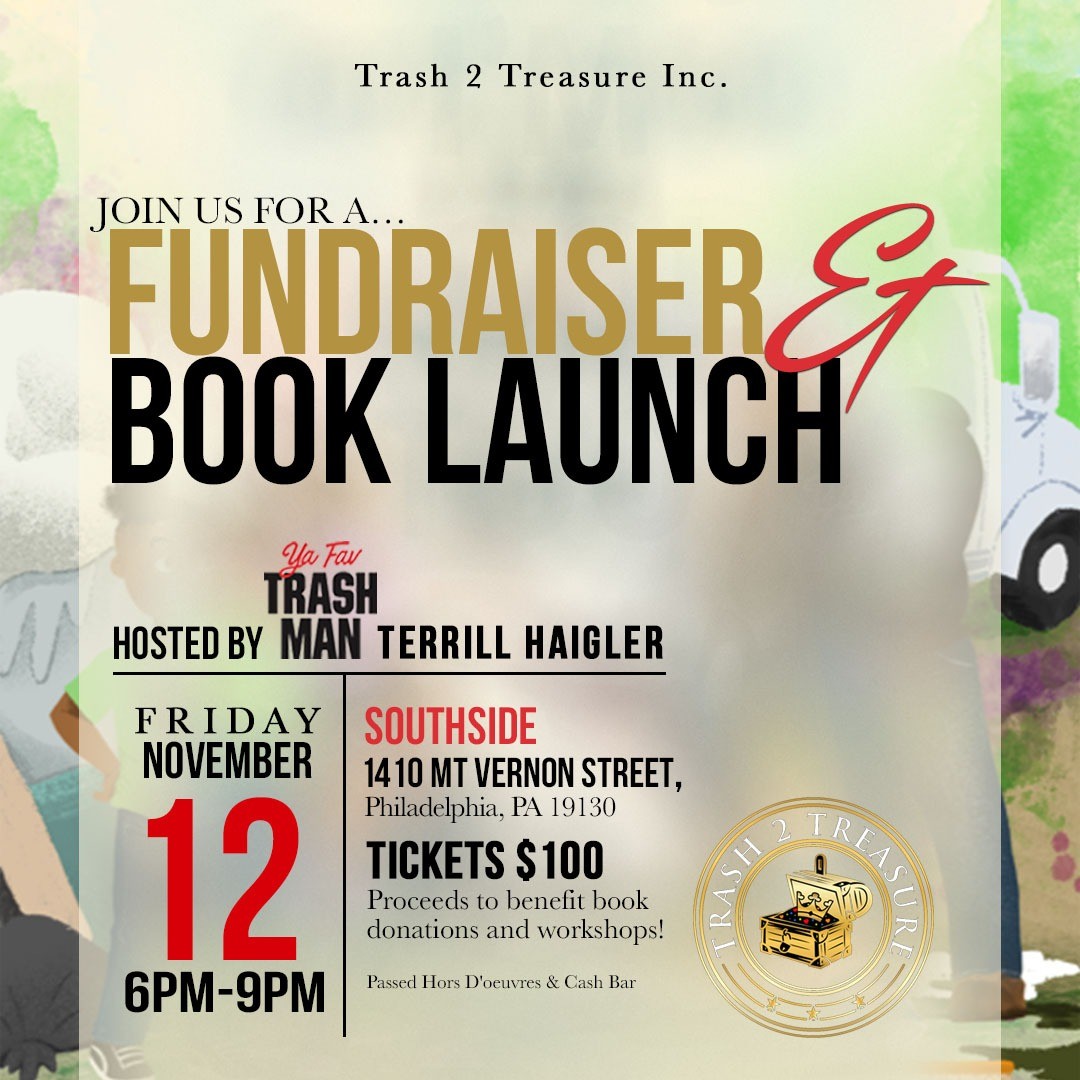 Trash 2 Treasure Inc.
JOIN US FOR A...
FUNDRAISER &
BOOK LAUNCH
Ya Fav
TRASH
MAN
HOSTED BY TERRILL HAIGLER
FRIDAY
NOVEMBER
12
6PM-9PM
SOUTHSIDE
1410 MT VERNON STREET,
Philadelphia, PA 19130
TICKETS $100
Proceeds to benefit book
donations and workshops!
Passed Hors D'oeuvres & Cash Bar
TRASH 2 TREASURE